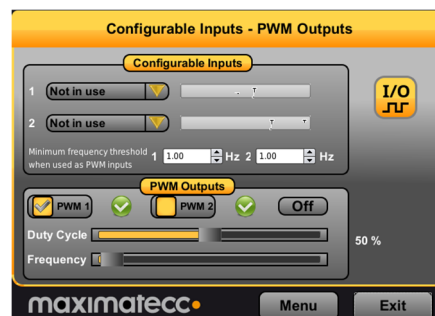 Configurable Inputs - PWM Outputs
Configurable Inputs
1 Not in use
2 Not in use
Minimum frequency threshold
when used as PWM inputs
1 1.00 Hz 2 1.00 Hz
I/O
PWM Outputs
PWM 1 PWM 2 Off
Duty Cycle 50 %
Frequency
maximatecc
Menu Exit